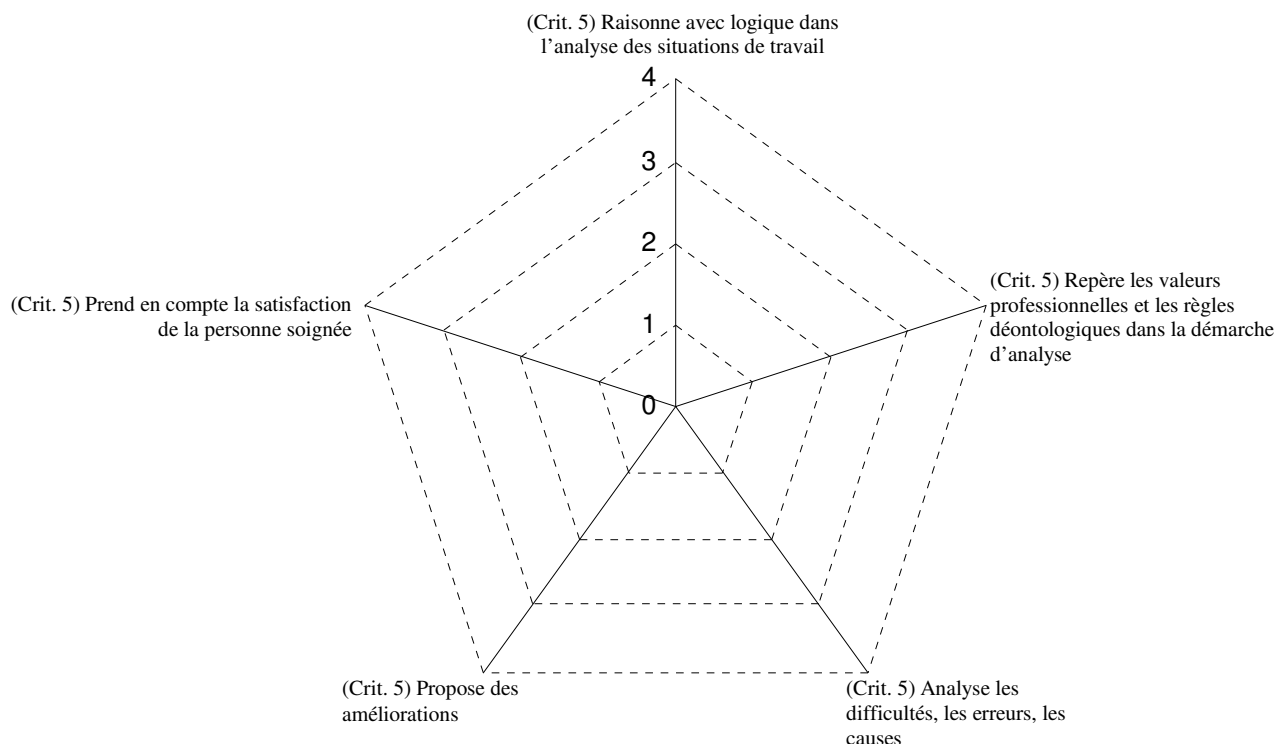 (Crit. 5) Raisonne avec logique dans
l’analyse des situations de travail
4
3
2
1
0
(Crit. 5) Prend en compte la satisfaction
de la personne soignée
(Crit. 5) Repère les valeurs
professionnelles et les règles
déontologiques dans la démarche
d’analyse
(Crit. 5) Propose des
améliorations
(Crit. 5) Analyse les
difficultés, les erreurs, les
causes